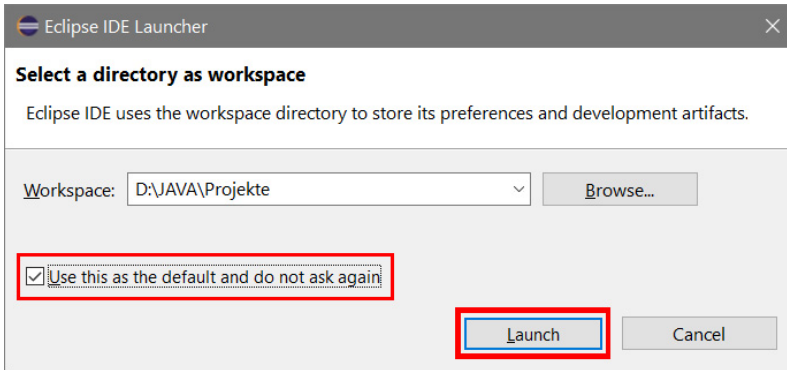 Eclipse IDE Launcher
Select a directory as workspace
Eclipse IDE uses the workspace directory to store its preferences and development artifacts.
Workspace: D:\JAVA\Projekte Browse...
Use this as the default and do not ask again
Launch Cancel